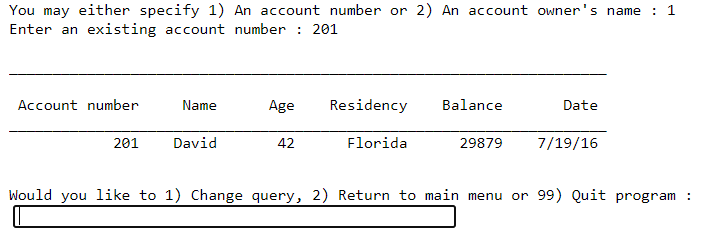 You may either specify 1) An account number or 2) An account owner's name : 1
Enter an existing account number : 201
Account number Name Age Residency Balance Date
201 David 42 Florida 29879 7/19/16
Would you like to 1) Change query, 2) Return to main menu or 99) Quit program :